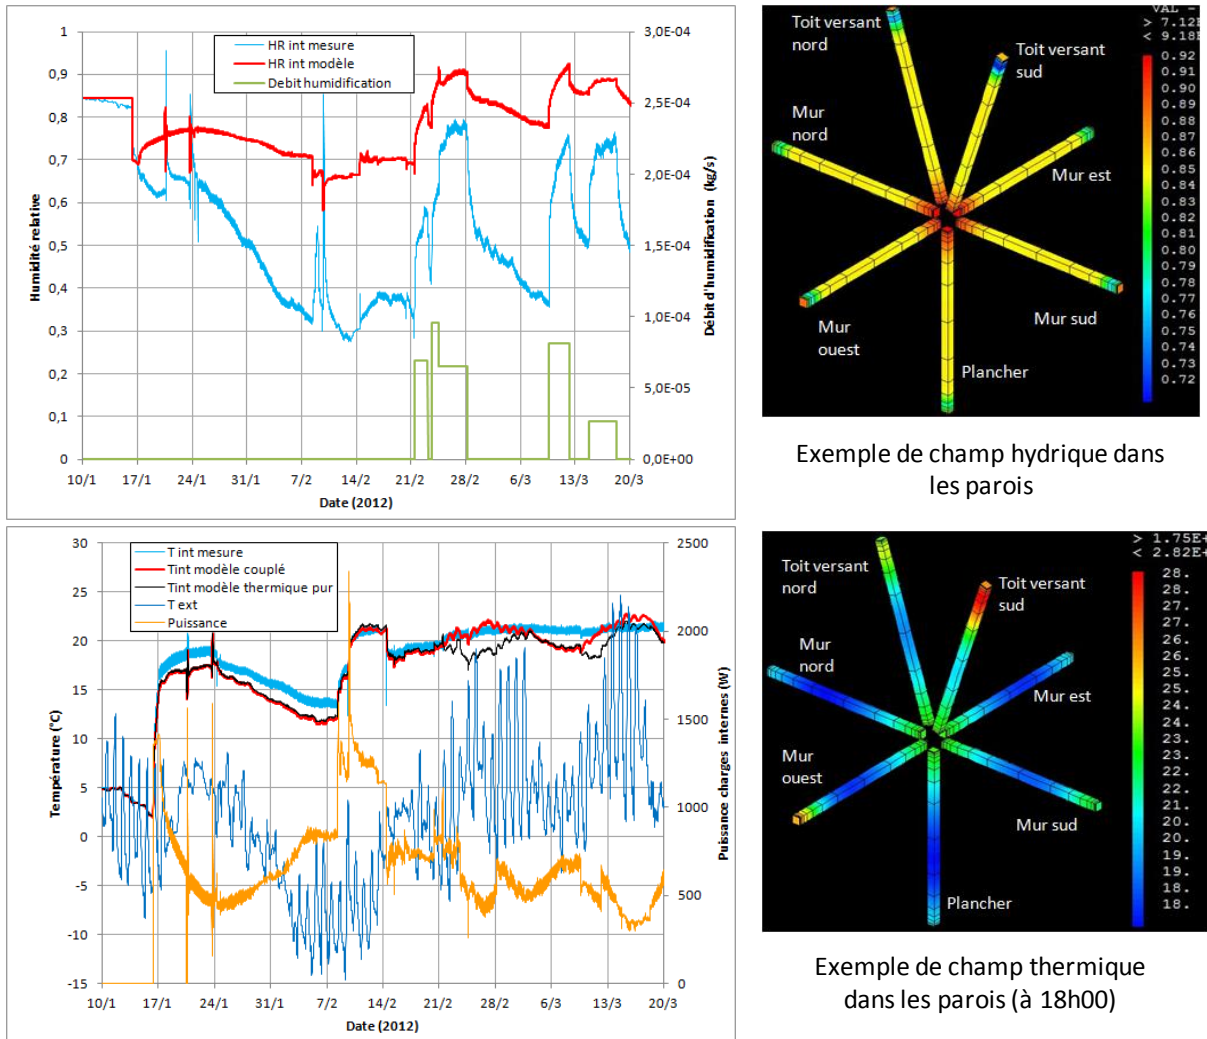 HR int mesure
HR int modèle
Debit humidification
1
0,9
0,8
0,7
0,6
0,5
0,4
0,3
0,2
0,1
0
Humidité relative
3,0E-04
2,5E-04
2,0E-04
1,5E-04
1,0E-04
5,0E-05
0,0E+00
Débit d'humidification (kg/s)
10/1 17/1 24/1 31/1 7/2 14/2 21/2 28/2 6/3 13/3 20/3
Date (2012)
VAL -
> 7.12E
< 9.18E
0.92
0.91
0.91
0.90
0.89
0.88
0.87
0.86
0.85
0.84
0.83
0.82
0.81
0.80
0.79
0.78
0.77
0.76
0.75
0.74
0.73
0.72
Toit versant
nord
Toit versant
sud
Mur
nord
Mur est
Mur
ouest
Mur sud
Plancher
Exemple de champ hydrique dans
les parois
T int mesure
Tint modèle couplé
Tint modèle thermique pur
T ext
Puissance
30
25
20
15
10
5
0
-5
-10
-15
Température (°C)
2500
2000
1500
1000
500
0
Puissance charges internes (W)
10/1 17/1 24/1 31/1 7/2 14/2 21/2 28/2 6/3 13/3 20/3
Date (2012)
> 1.75E+
< 2.82E+
28.
28.
27.
27.
26.
26.
25.
25.
24.
24.
23.
23.
22.
22.
21.
20.
20.
19.
19.
18.
18.
Toit versant
nord
Toit versant
sud
Mur
nord
Mur est
Mur
ouest
Mur sud
Plancher
Exemple de champ thermique
dans les parois (à 18h00)